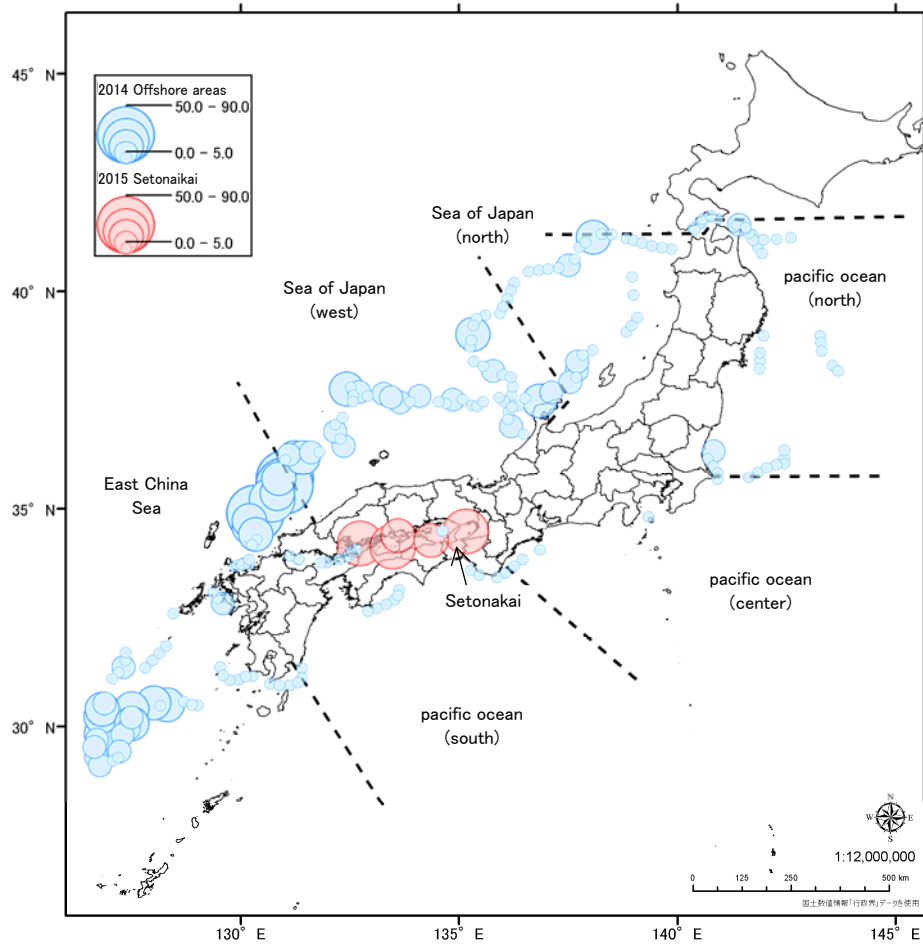 45° N
2014 Offshore areas
50.0 - 90.0
0.0 - 5.0
2015 Setonaikai
50.0 - 90.0
0.0 - 5.0
Sea of Japan
(north)
40° N
Sea of Japan
(west)
pacific ocean
(north)
East China
Sea
35° N
pacific ocean
(center)
Setonakai
30° N
pacific ocean
(south)
N
W
E
S
1:12,000,000
0 125 250 500 km
国土数値情報「行政界」データを使用
130° E 135° E 140° E 145° E